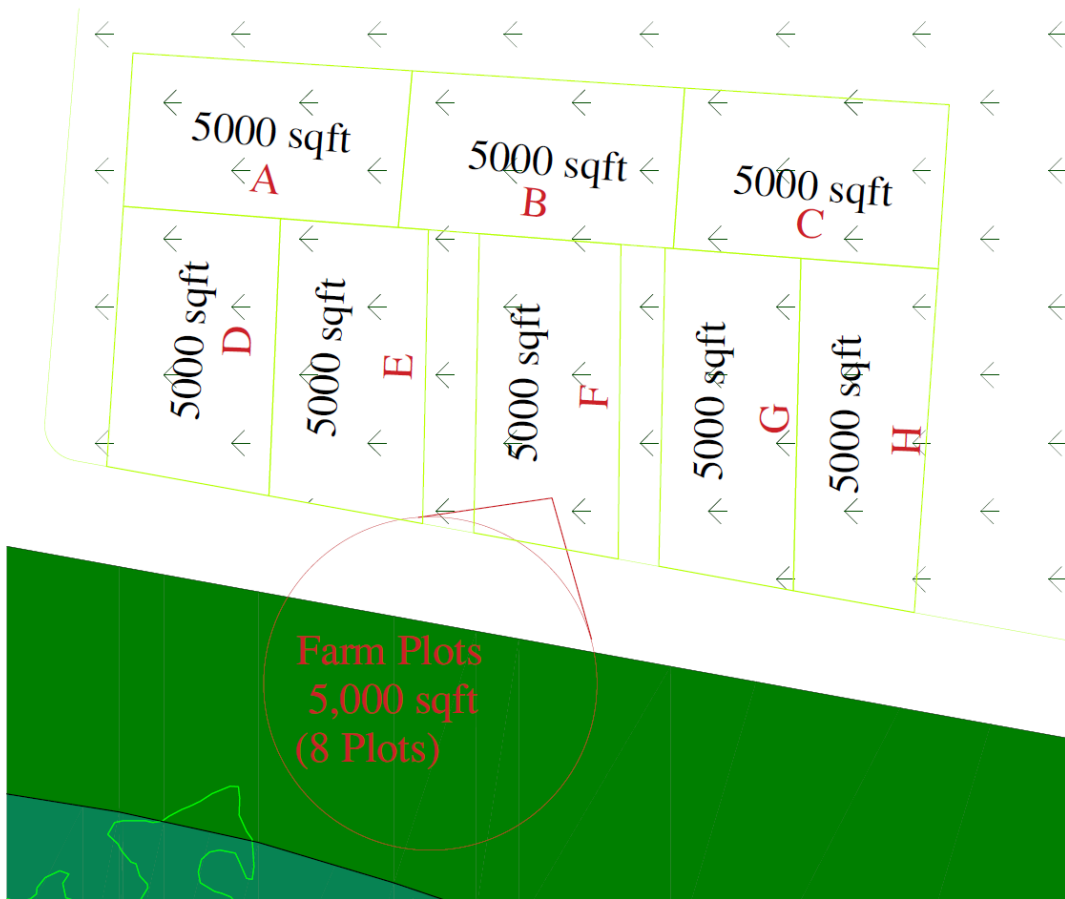 5000 sqft
A
5000 sqft
B
5000 sqft
C
5000 sqft
D
5000 sqft
E
5000 sqft
F
5000 sqft
G
5000 sqft
H
Farm Plots
5,000 sqft
(8 Plots)